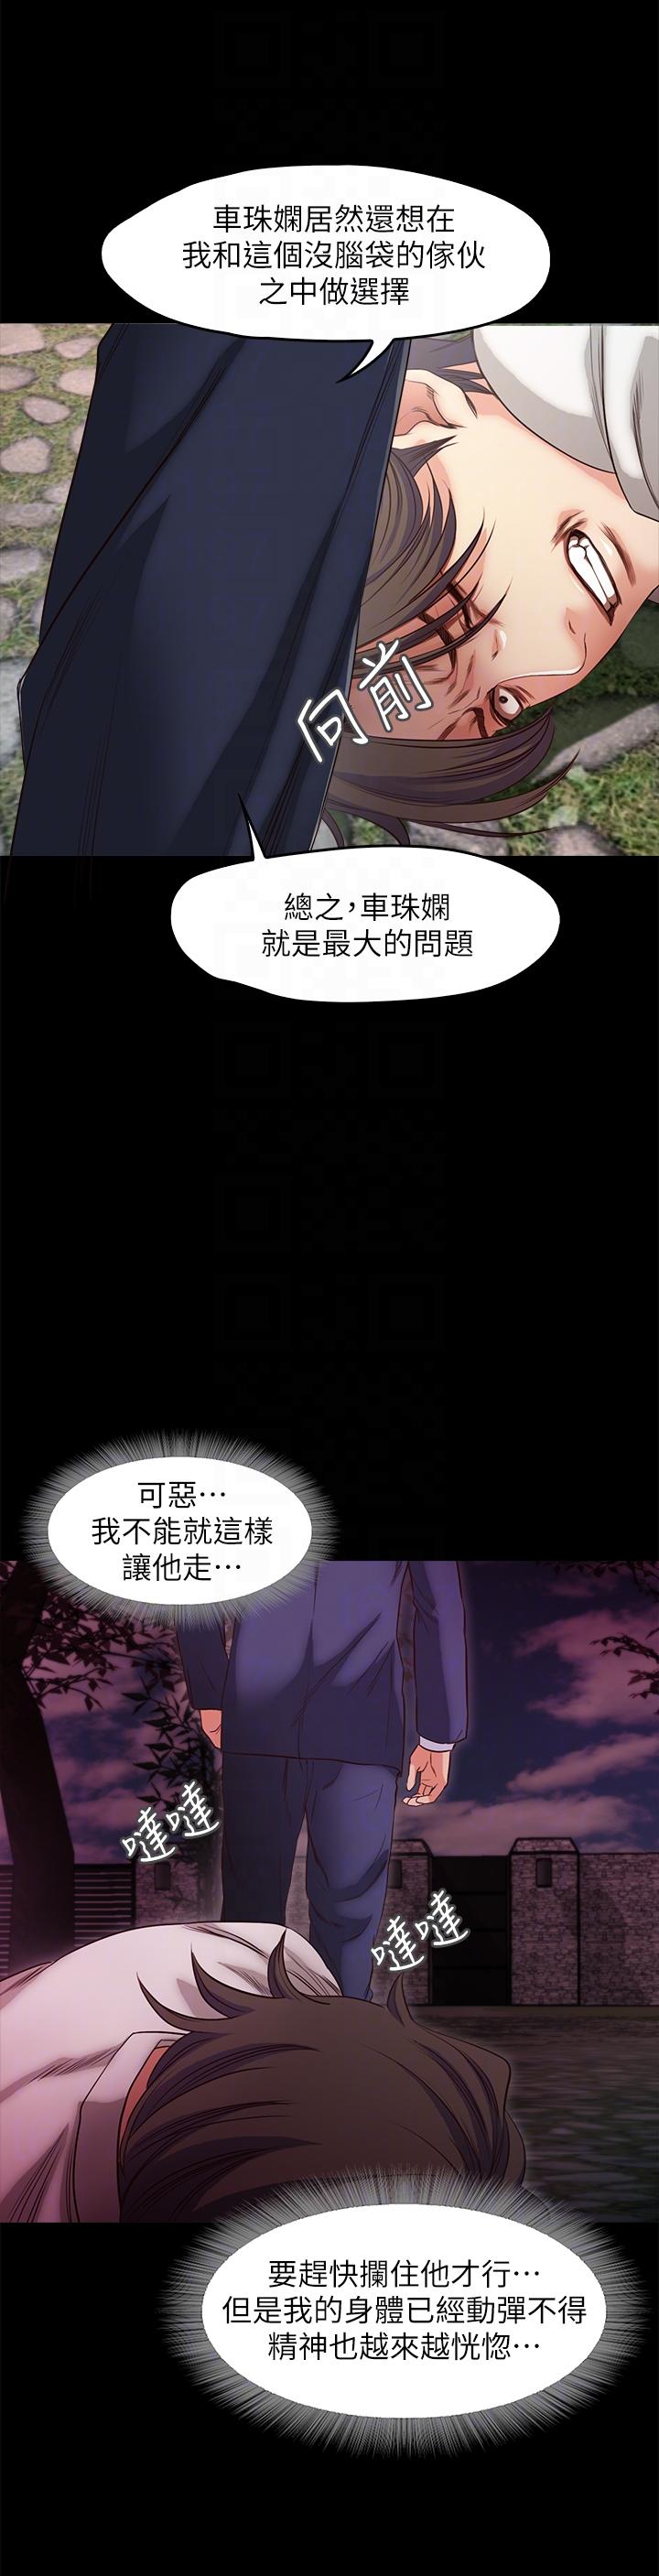 車珠嫻居然還想在
我和這個沒腦袋的傢伙
之中做選擇
向前
總之，車珠嫻
就是最大的問題
可惡…
我不能就這樣
讓他走…
噠噠
噠噠
要趕快攔住他才行…
但是我的身體已經動彈不得
精神也越來越恍惚…